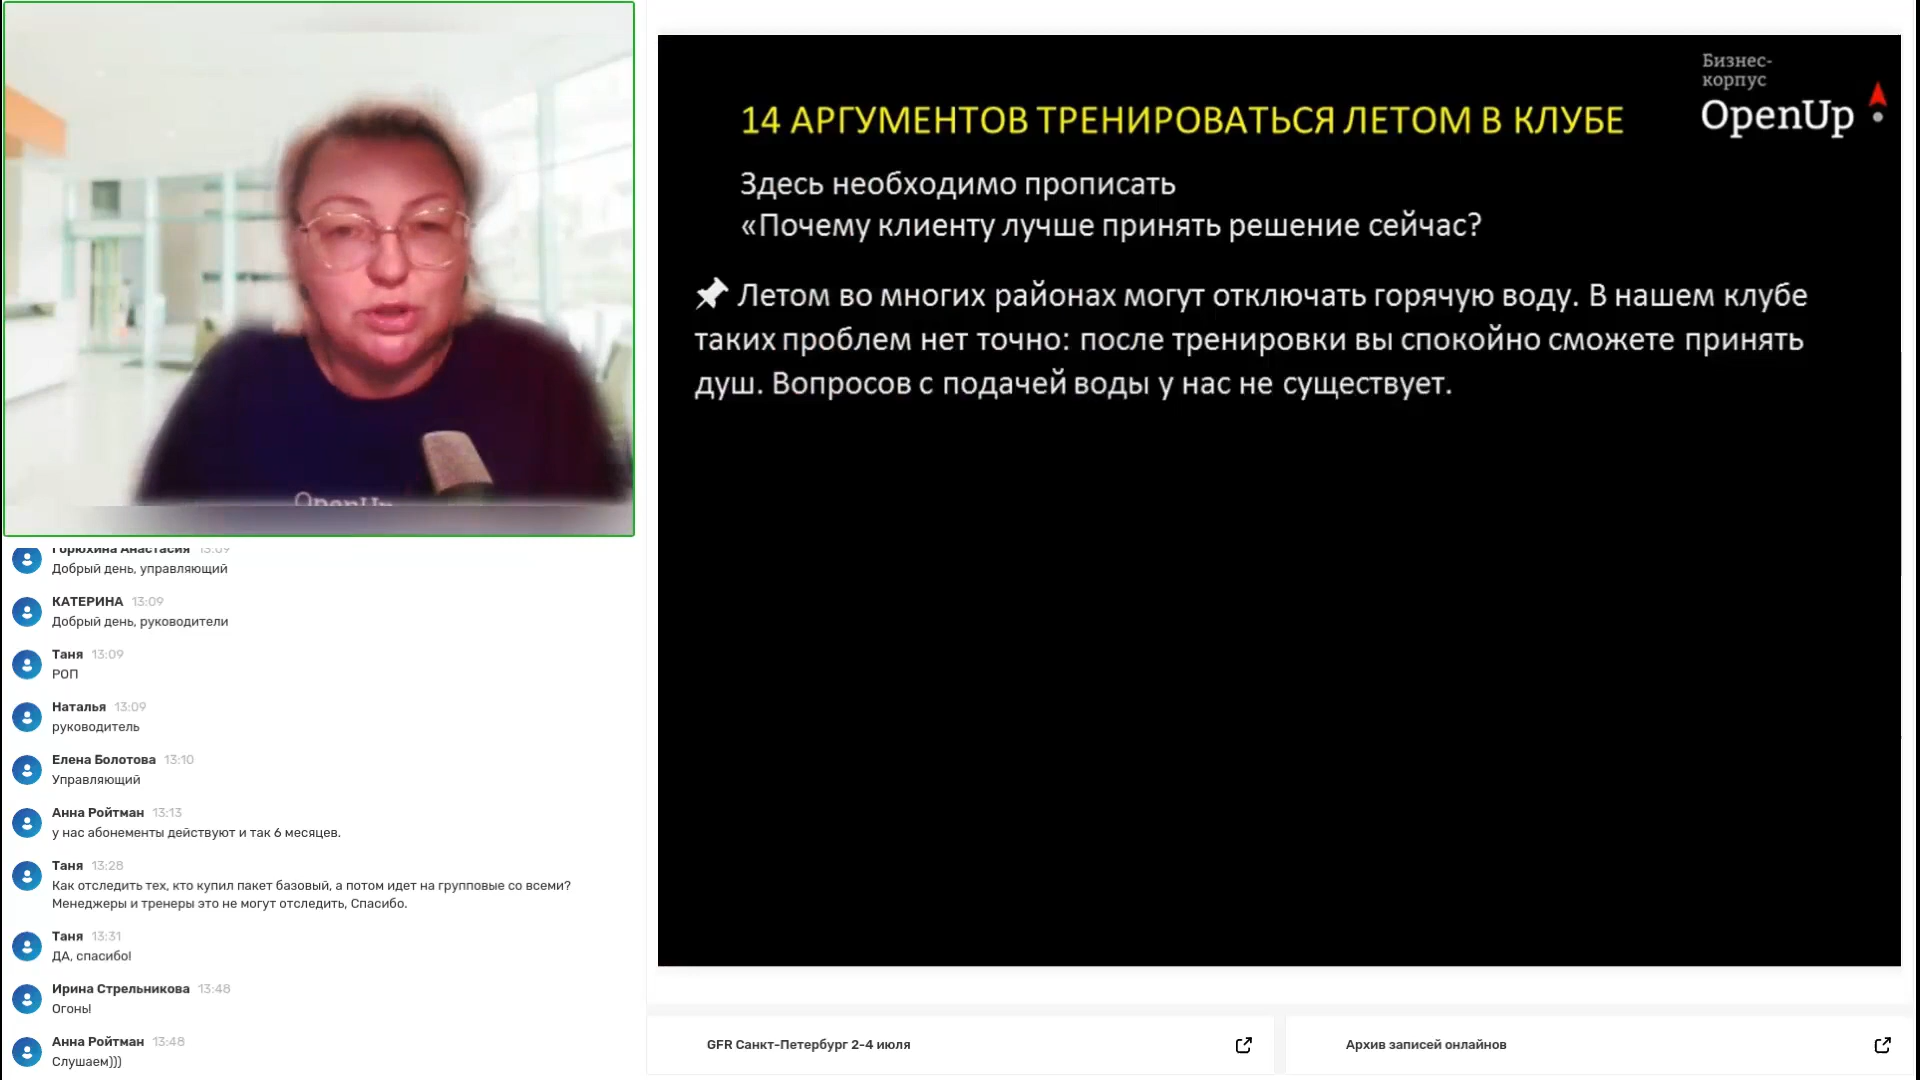 OpenUp
Горюхина Анастасия 13:09
Добрый день, управляющий
КАТЕРИНА 13:09
Добрый день, руководители
Таня 13:09
РОП
Наталья 13:09
руководитель
Елена Болотова 13:10
Управляющий
Анна Ройтман 13:13
у нас абонементы действуют и так 6 месяцев.
Таня 13:28
Как отследить тех, кто купил пакет базовый, а потом идет на групповые со всеми?
Менеджеры и тренеры это не могут отследить, Спасибо.
Таня 13:31
ДА, спасибо!
Ирина Стрельникова 13:48
Огонь!
Анна Ройтман 13:48
Слушаем)))
Бизнес-
корпус
OpenUp
14 АРГУМЕНТОВ ТРЕНИРОВАТЬСЯ ЛЕТОМ В КЛУБЕ
Здесь необходимо прописать
«Почему клиенту лучше принять решение сейчас?
Летом во многих районах могут отключать горячую воду. В нашем клубе
таких проблем нет точно: после тренировки вы спокойно сможете принять
душ. Вопросов с подачей воды у нас не существует.
GFR Санкт-Петербург 2-4 июля
Архив записей онлайнов